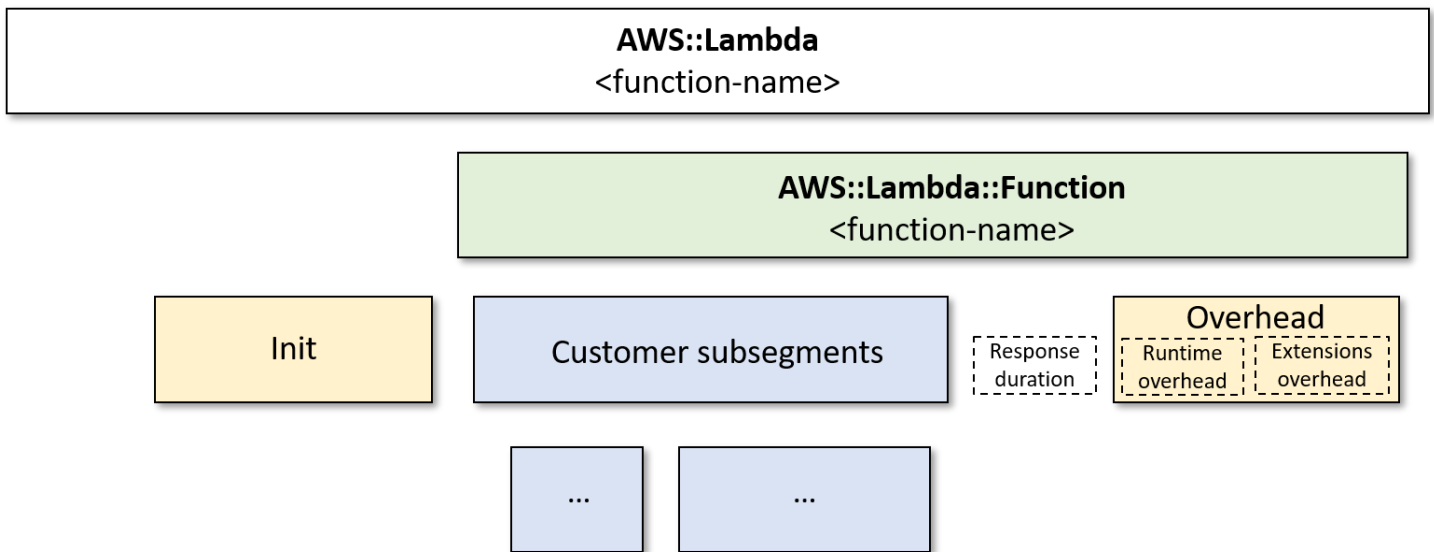 AWS::Lambda
<function-name>
AWS::Lambda::Function
<function-name>
Init
Customer subsegments
Response
duration
Overhead
Runtime
overhead
Extensions
overhead
...
...